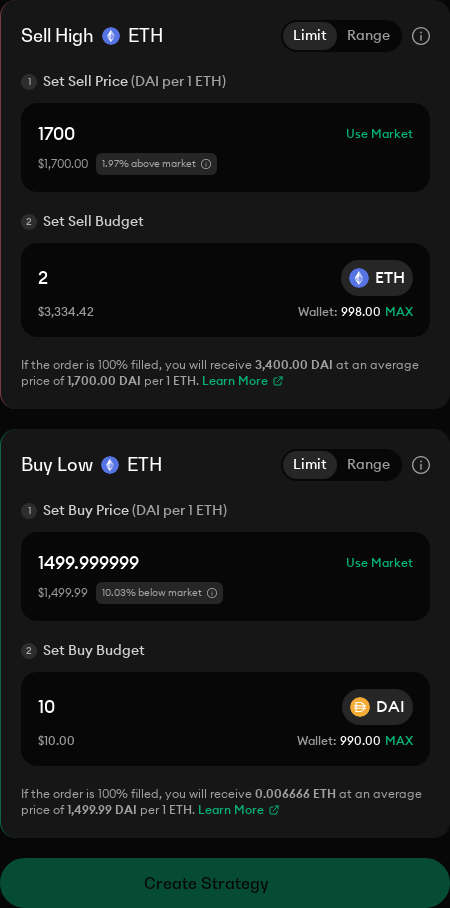 Sell High ETH Limit Range
1 Set Sell Price (DAI per 1 ETH)
1700 Use Market
$1,700.00 1.97% above market
2 Set Sell Budget
2 ETH
$3,334.42 Wallet: 998.00 MAX
If the order is 100% filled, you will receive 3,400.00 DAI at an average
price of 1,700.00 DAI per 1 ETH. Learn More
Buy Low ETH Limit Range
1 Set Buy Price (DAI per 1 ETH)
1499.999999 Use Market
$1,499.99 10.03% below market
2 Set Buy Budget
10 DAI
$10.00 Wallet: 990.00 MAX
If the order is 100% filled, you will receive 0.006666 ETH at an average
price of 1,499.99 DAI per 1 ETH. Learn More
Create Strategy